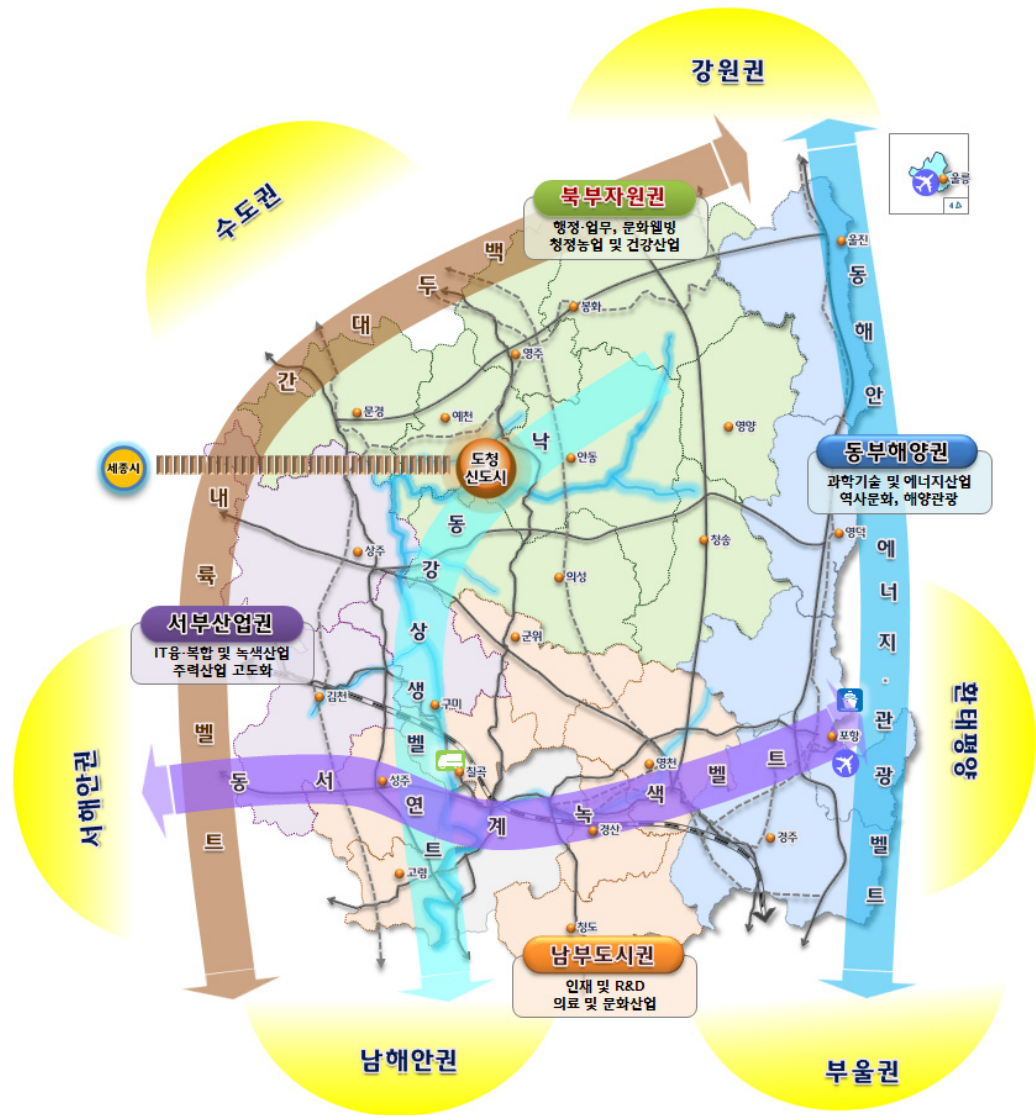 강원권
수도권
북부자원권
행정·업무, 문화웰빙
청정농업 및 건강산업
울릉
울진
백두대간내륙벨트
동해안에너지·관광벨트
봉화
영주
문경
예천
영양
낙동강상생벨트
세종시
도청
신도시
안동
동부해양권
과학기술 및 에너지산업
역사문화, 해양관광
영덕
상주
청송
의성
서부산업권
IT융·복합 및 녹색산업
주력산업 고도화
군위
김천
구미
포항
환태평양
서해안권
칠곡
영천
성주
동서연계녹색벨트
경산
경주
고령
청도
남부도시권
인재 및 R&D
의료 및 문화산업
남해안권
부울권